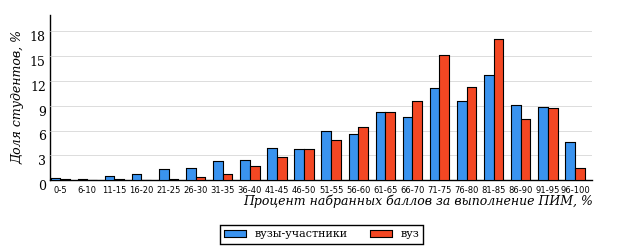 Доля студентов, %
18
15
12
9
6
3
0
0-5 6-10 11-15 16-20 21-25 26-30 31-35 36-40 41-45 46-50 51-55 56-60 61-65 66-70 71-75 76-80 81-85 86-90 91-95 96-100
Процент набранных баллов за выполнение ПИМ, %
вузы-участники вуз